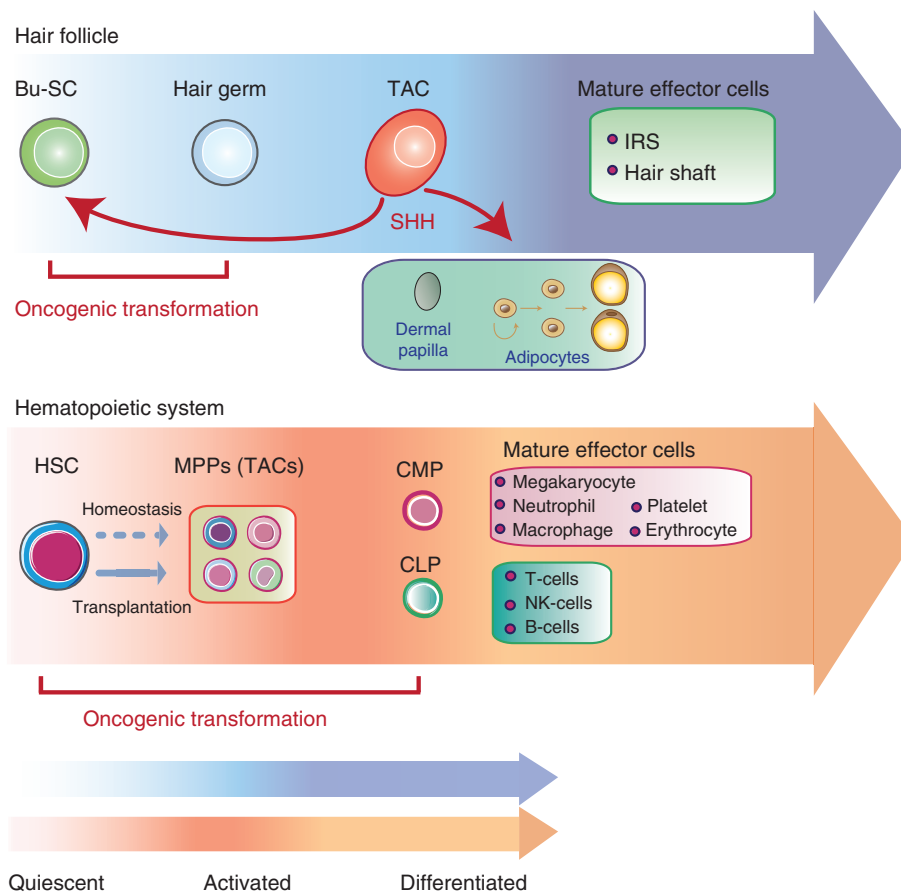 Hair follicle
Bu-SC
Hair germ
TAC
Mature effector cells
IRS
Hair shaft
SHH
Oncogenic transformation
Dermal
papilla
Adipocytes
Hematopoietic system
HSC
MPPs (TACs)
CMP
Mature effector cells
Homeostasis
Transplantation
CLP
Megakaryocyte
Neutrophil
Platelet
Macrophage
Erythrocyte
T-cells
NK-cells
B-cells
Oncogenic transformation
Quiescent
Activated
Differentiated